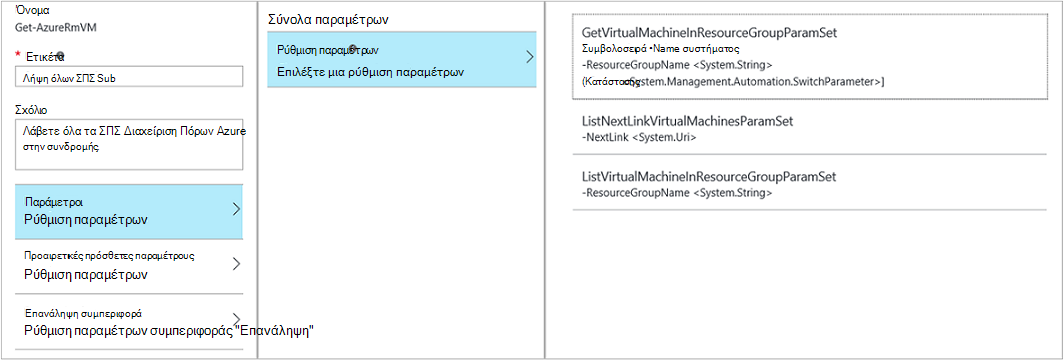 Όνομα
Get-AzureRmVM
* Ετικέτα
Λήψη όλων ΣΠΣ Sub
Σχόλιο
Λάβετε όλα τα ΣΠΣ Διαχείριση Πόρων Azure
στην συνδρομής
Παράμετροι
Ρύθμιση παραμέτρων
Προαιρετικές πρόσθετες παραμέτρους
Ρύθμιση παραμέτρων
Επανάληψη συμπεριφορά
Ρύθμιση παραμέτρων συμπεριφοράς "Επανάληψη"
Σύνολα παραμέτρων
Ρύθμιση παραμέτρων
Επιλέξτε μια ρύθμιση παραμέτρων
GetVirtualMachineInResourceGroupParamSet
Συμβολοσειρά •Name συστήματος
-ResourceGroupName <System.String>
(Κατάστασης System.Management.Automation.SwitchParameter>]
ListNextLinkVirtualMachinesParamSet
-NextLink <System.Uri>
ListVirtualMachineInResourceGroupParamSet
-ResourceGroupName <System.String>